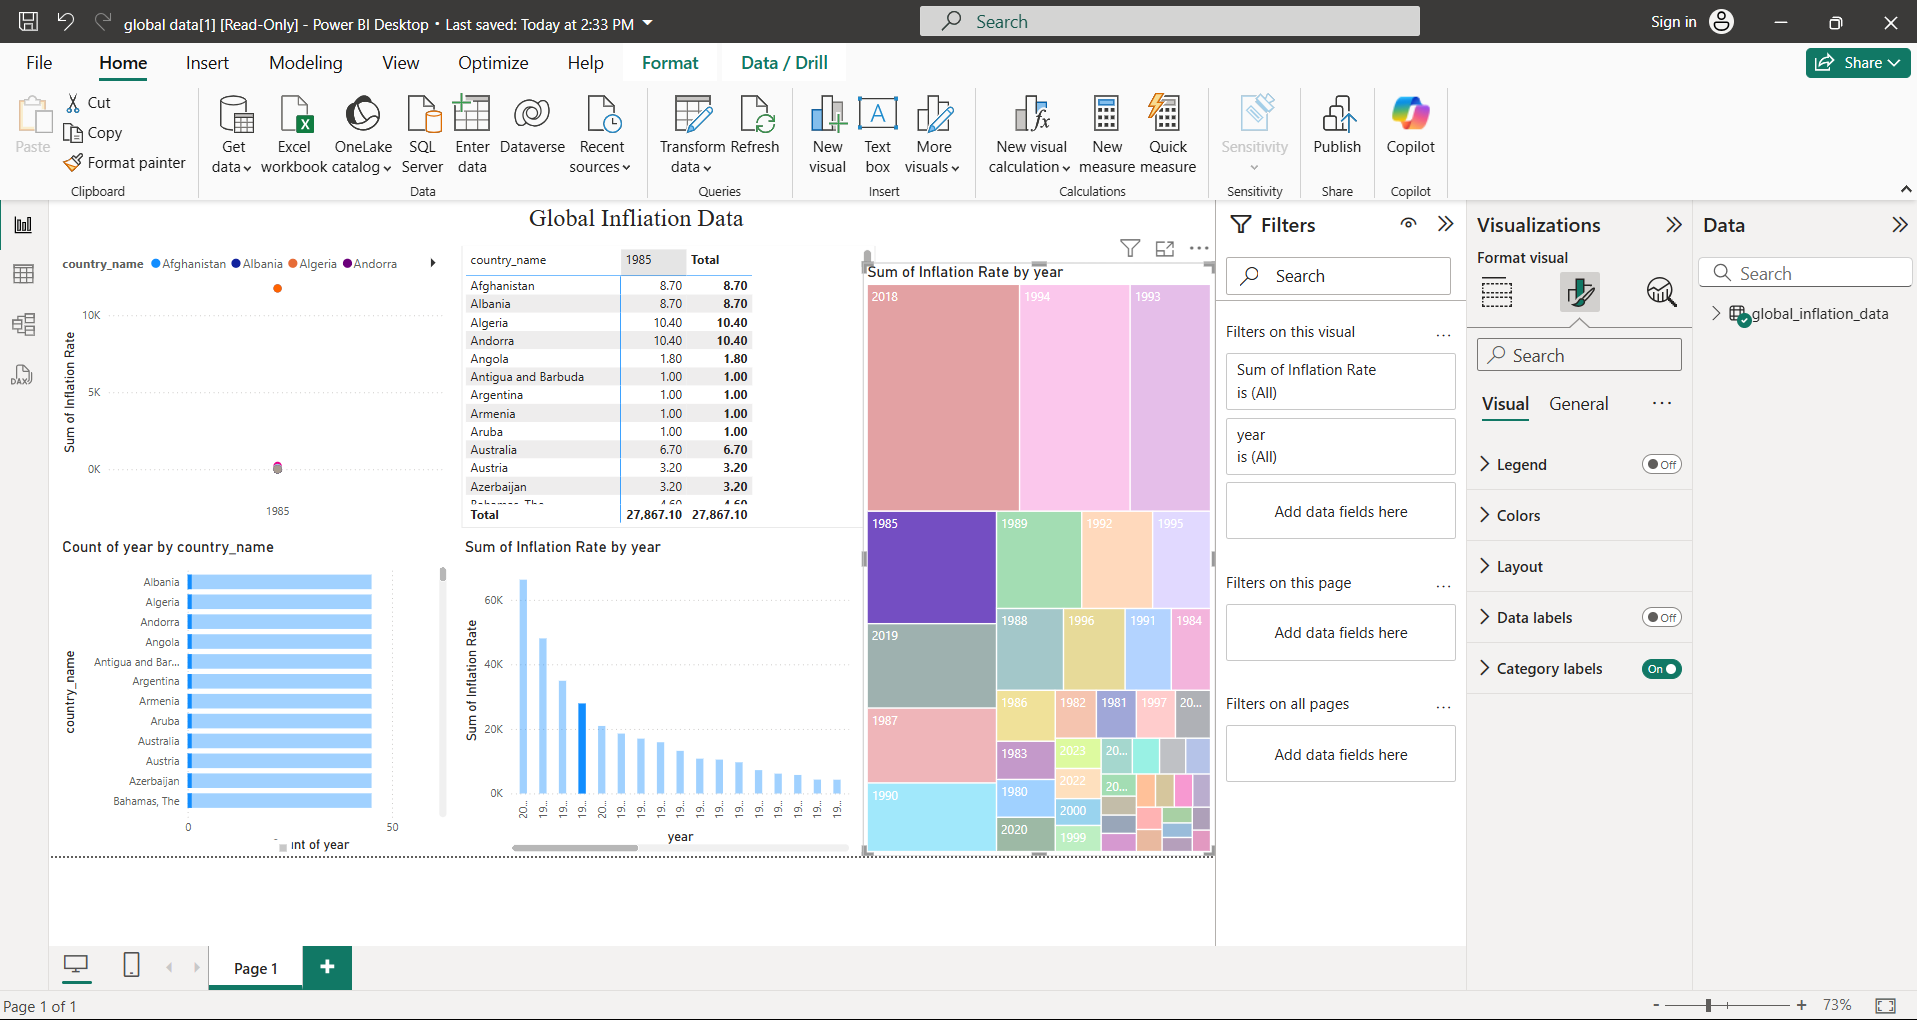 global data[1] [Read-Only] - Power BI Desktop • Last saved: Today at 2:33 PM
Search
Sign in
File Home Insert Modeling View Optimize Help Format Data / Drill
Share
Paste
Cut
Copy
Format painter
Clipboard
Get data
Excel workbook
OneLake catalog
SQL Server
Enter data
Dataverse
Recent sources
Data
Transform data
Refresh
Queries
New visual
Text box
More visuals
Insert
New visual calculation
New measure
Quick measure
Calculations
Sensitivity
Sensitivity
Publish
Share
Copilot
Copilot
Global Infliation Data
country_name Afghanistan Albania Algeria Andorra
10K
5K
0K
Sum of Inflation Rate
1985
country_name 1985 Total
Afghanistan 8.70 8.70
Albania 8.70 8.70
Algeria 10.40 10.40
Andorra 10.40 10.40
Angola 1.80 1.80
Antigua and Barbuda 1.00 1.00
Argentina 1.00 1.00
Armenia 1.00 1.00
Aruba 1.00 1.00
Australia 6.70 6.70
Austria 3.20 3.20
Azerbaijan 3.20 3.20
Bahamas, The 4.60 4.60
Total 27,867.10 27,867.10
Count of year by country_name
country_name
Albania
Algeria
Andorra
Angola
Antigua and Bar...
Argentina
Armenia
Aruba
Australia
Austria
Azerbaijan
Bahamas, The
0 50
nt of year
Sum of Inflation Rate by year
Sum of Inflation Rate
60K
40K
20K
0K
20... 19... 19... 19... 20... 19... 19... 19... 19... 19... 19... 19... 19... 19... 19... 19... 19...
year
Sum of Inflation Rate by year
2018 1994 1993
1985 1989 1992 1995
2019 1988 1996 1991 1984
1987 1986 1982 1981 1997 20...
1983 2023 20...
1990 1980 2022 20...
2000
2020 1999
Filters
Search
Filters on this visual ...
Sum of Inflation Rate
is (All)
year
is (All)
Add data fields here
Filters on this page ...
Add data fields here
Filters on all pages ...
Add data fields here
Visualizations
Format visual
Search
Visual General ...
Legend Off
Colors
Layout
Data labels Off
Category labels On
Data
Search
global_inflation_data
DAX
Page 1
Page 1 of 1
- + 73%